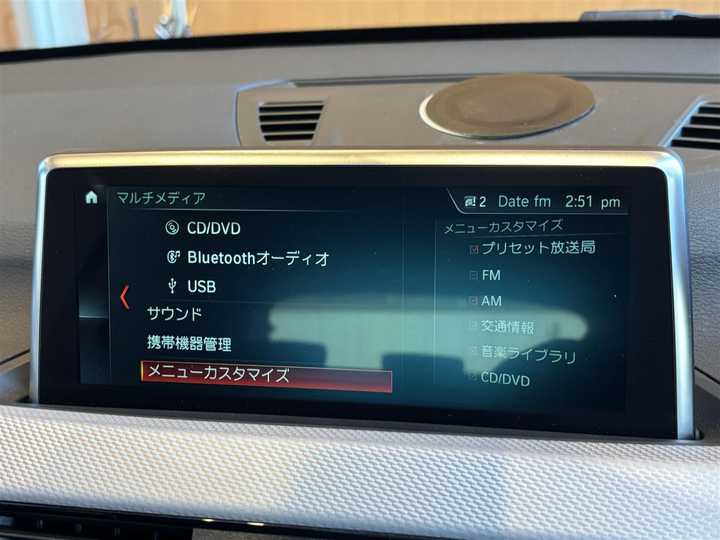 マルチメディア
2 Date fm 2:51 pm
CD/DVD
Bluetoothオーディオ
USB
サウンド
携帯機器管理
メニューカスタマイズ
メニューカスタマイズ
プリセット放送局
FM
AM
交通情報
音楽ライブラリ
CD/DVD